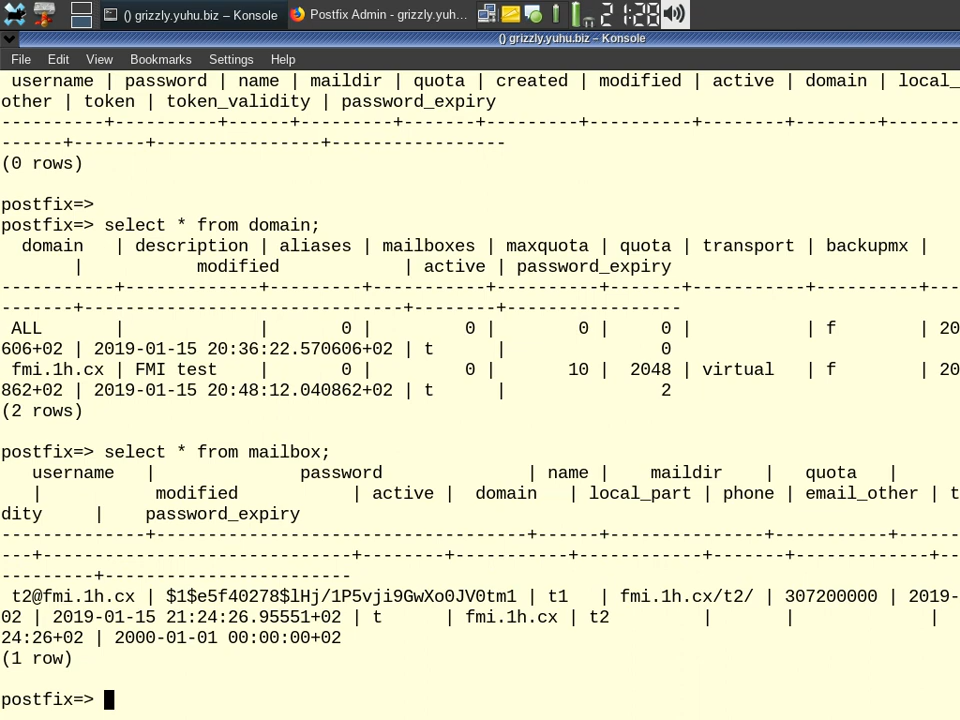 () grizzly.yuhu.biz – Konsole
Postfix Admin - grizzly.yuh...
21:28
() grizzly.yuhu.biz – Konsole
File Edit View Bookmarks Settings Help
username | password | name | maildir | quota | created | modified | active | domain | local_
other | token | token_validity | password_expiry
----------+----------+------+---------+-------+---------+----------+--------+--------+-------
------+-------+----------------+-----------------
(0 rows)
postfix=>
postfix=> select * from domain;
domain | description | aliases | mailboxes | maxquota | quota | transport | backupmx |
| modified | active | password_expiry
-----------+-------------+---------+-----------+----------+-------+-----------+----------+---
-------+-------------------------------+--------+-----------------
ALL | | 0 | 0 | 0 | 0 | | f | 20
606+02 | 2019-01-15 20:36:22.570606+02 | t | 0
fmi.1h.cx | FMI test | 0 | 0 | 10 | 2048 | virtual | f | 20
862+02 | 2019-01-15 20:48:12.040862+02 | t | 2
(2 rows)
postfix=> select * from mailbox;
username | password | name | maildir | quota |
| modified | active | domain | local_part | phone | email_other | t
dity | password_expiry
--------------+------------------------------------+------+---------------+-----------+------
---+------------------------------+--------+-----------+------------+-------+-------------+--
---------+------------------------
t2@fmi.1h.cx | $1$e5f40278$lHj/1P5vji9GwXo0JV0tm1 | t1 | fmi.1h.cx/t2/ | 307200000 | 2019-
02 | 2019-01-15 21:24:26.95551+02 | t | fmi.1h.cx | t2 | | |
24:26+02 | 2000-01-01 00:00:00+02
(1 row)
postfix=>